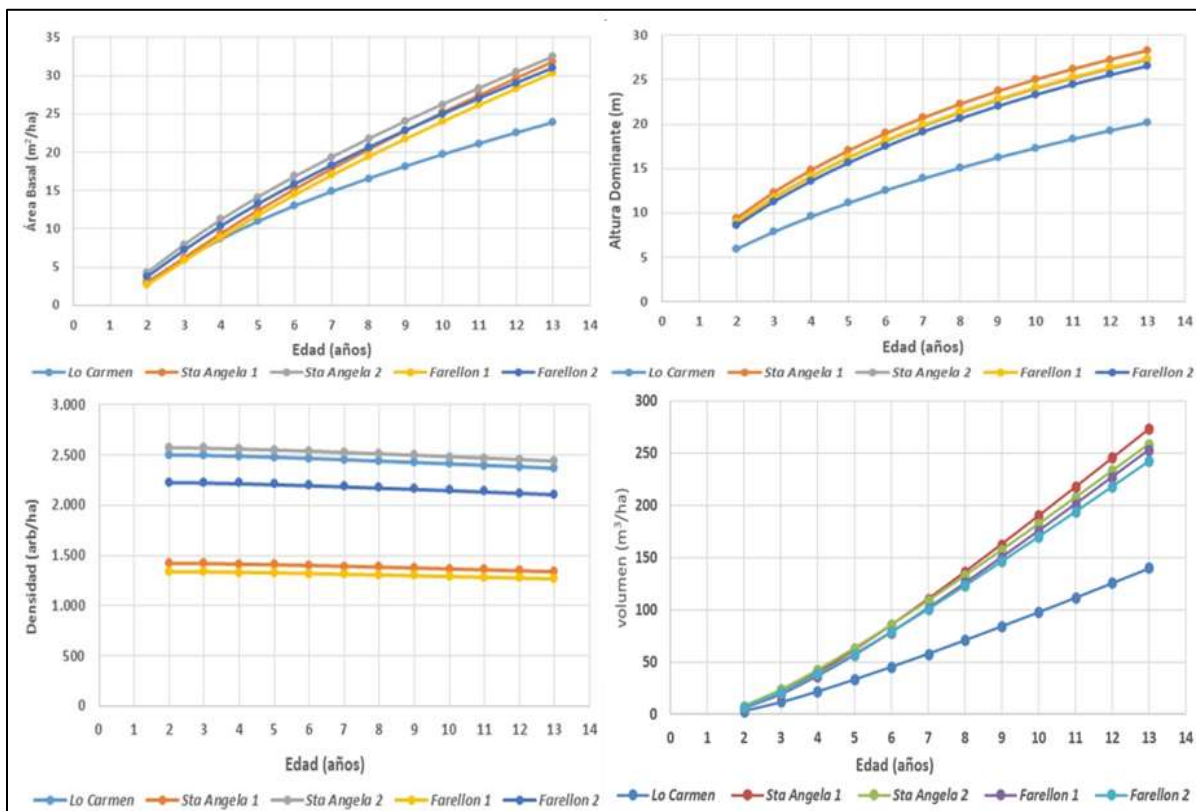 Área Basal (m²/ha)
35
30
25
20
15
10
5
0
0 1 2 3 4 5 6 7 8 9 10 11 12 13 14
Edad (años)
Lo Carmen Sta Angela 1 Sta Angela 2 Farellon 1 Farellon 2
Altura Dominante (m)
30
25
20
15
10
5
0
0 1 2 3 4 5 6 7 8 9 10 11 12 13 14
Edad (años)
Lo Carmen Sta Angela 1 Sta Angela 2 Farellon 1 Farellon 2
Densidad (arb/ha)
3.000
2.500
2.000
1.500
1.000
500
0
0 1 2 3 4 5 6 7 8 9 10 11 12 13 14
Edad (años)
Lo Carmen Sta Angela 1 Sta Angela 2 Farellon 1 Farellon 2
volumen (m³/ha)
300
250
200
150
100
50
0
0 1 2 3 4 5 6 7 8 9 10 11 12 13 14
Edad (años)
Lo Carmen Sta Angela 1 Sta Angela 2 Farellon 1 Farellon 2